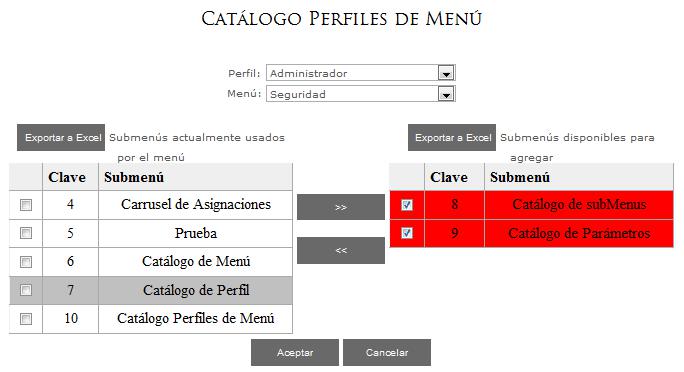 Catálogo Perfiles de Menú
Perfil: Administrador
Menú: Seguridad
Exportar a Excel Submenús actualmente usados
por el menú
Clave Submenú
4 Carrusel de Asignaciones
5 Prueba
6 Catálogo de Menú
7 Catálogo de Perfil
10 Catálogo Perfiles de Menú
>>
<<
Exportar a Excel Submenús disponibles para
agregar
Clave Submenú
8 Catálogo de subMenus
9 Catálogo de Parámetros
Aceptar Cancelar